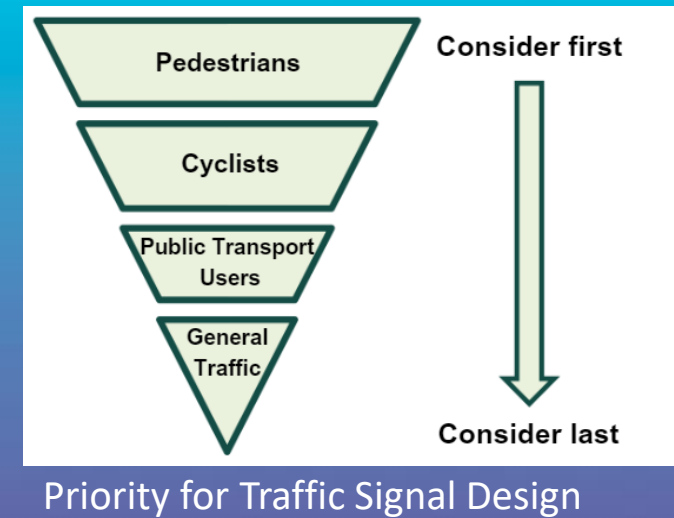 Pedestrians
Consider first
Cyclists
Public Transport
Users
General
Traffic
Consider last
Priority for Traffic Signal Design